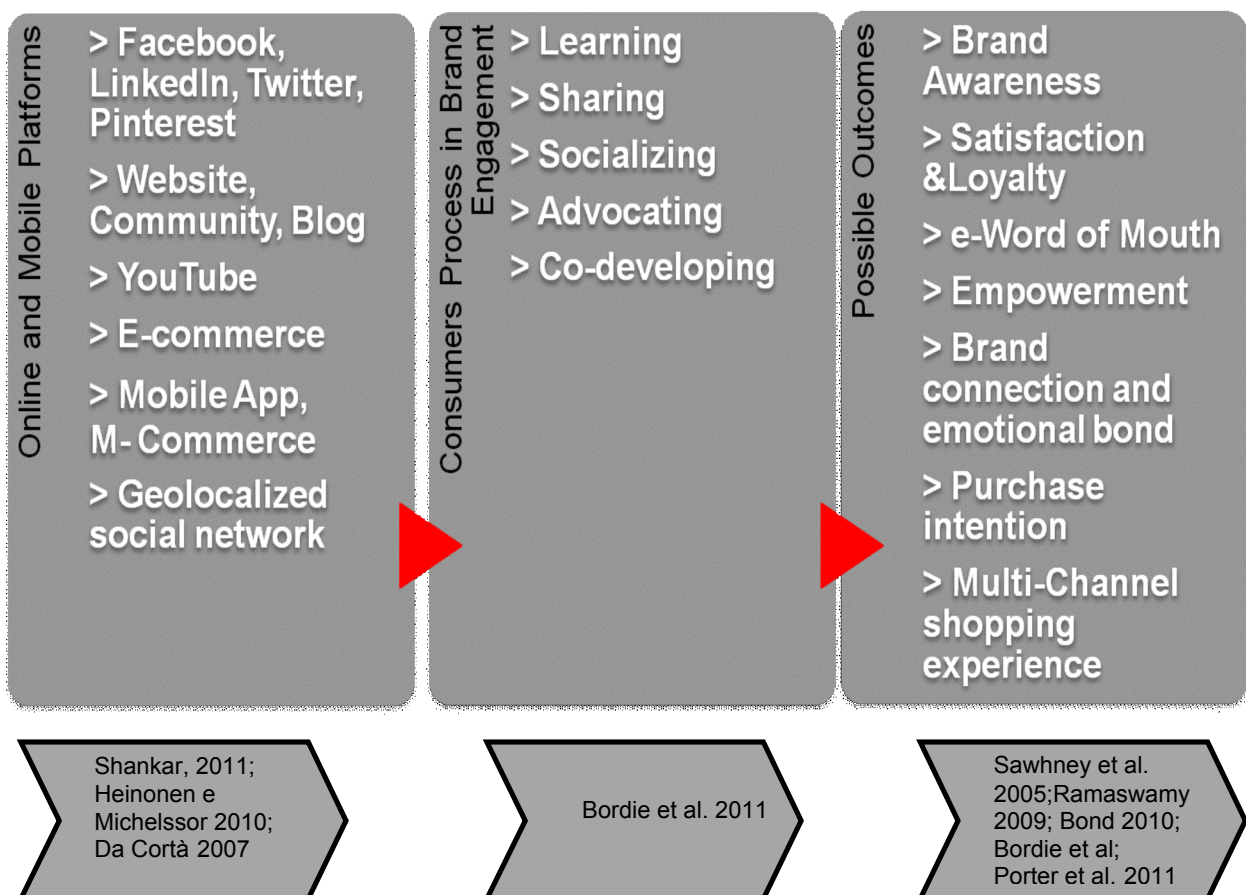 Online and Mobile Platforms
> Facebook,
LinkedIn, Twitter,
Pinterest
> Website,
Community, Blog
> YouTube
> E-commerce
> Mobile App,
M- Commerce
> Geolocalized
social network
Consumers Process in Brand
Engagement
> Learning
> Sharing
> Socializing
> Advocating
> Co-developing
Possible Outcomes
> Brand
Awareness
> Satisfaction
&Loyalty
> e-Word of Mouth
> Empowerment
> Brand
connection and
emotional bond
> Purchase
intention
> Multi-Channel
shopping
experience
Shankar, 2011;
Heinonen e
Michelssor 2010;
Da Cortà 2007
Bordie et al. 2011
Sawhney et al.
2005;Ramaswamy
2009; Bond 2010;
Bordie et al;
Porter et al. 2011